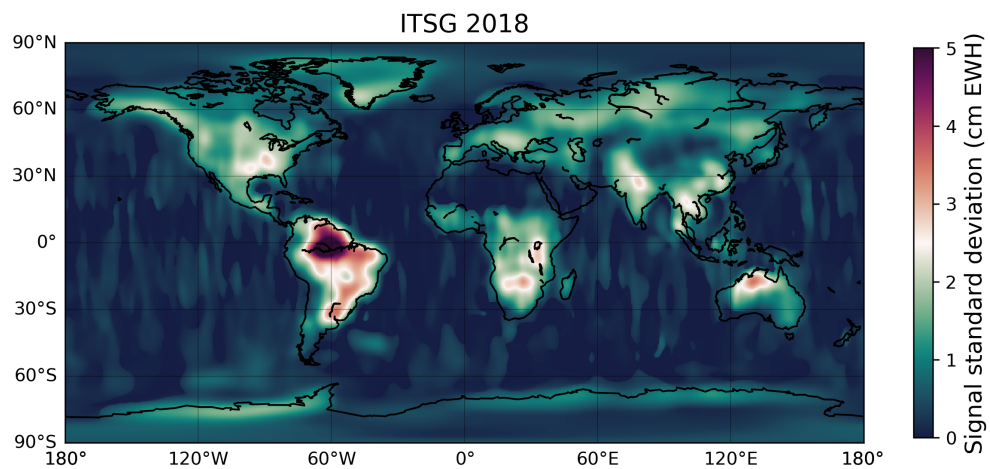 ITSG 2018
90°N
60°N
30°N
0°
30°S
60°S
90°S
180° 120°W 60°W 0° 60°E 120°E 180°
5
4
3
2
1
0
Signal standard deviation (cm EWH)